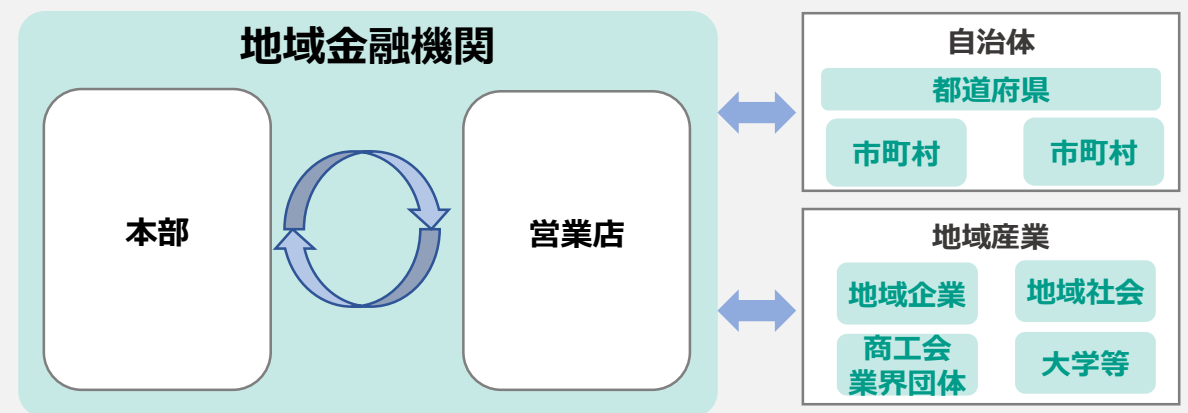 地域金融機関
本部
営業店
自治体
都道府県
市町村
市町村
地域産業
地域企業
地域社会
商工会
業界団体
大学等